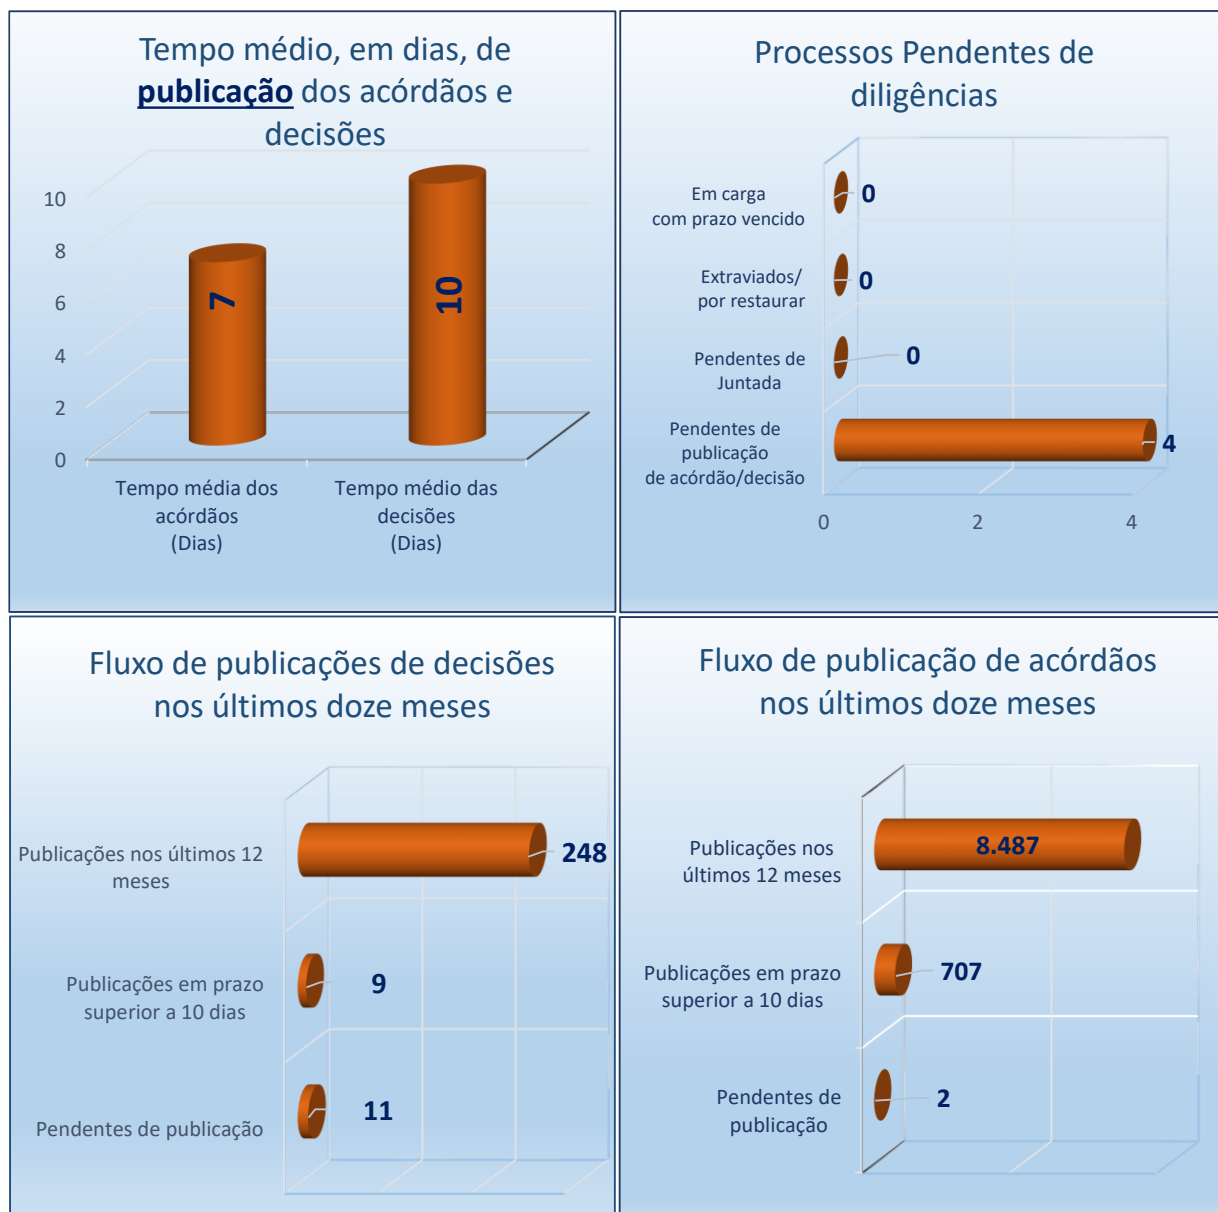 Tempo médio, em dias, de
publicação dos acórdãos e
decisões
10
8
6
4
2
0
7
10
Tempo média dos
acórdãos
(Dias)
Tempo médio das
decisões
(Dias)
Processos Pendentes de
diligências
Em carga
com prazo vencido
0
Extraviados/
por restaurar
0
Pendentes de
Juntada
0
Pendentes de
publicação
de acórdão/decisão
4
0
2
4
Fluxo de publicações de decisões
nos últimos doze meses
Publicações nos últimos 12
meses
248
Publicações em prazo
superior a 10 dias
9
Pendentes de publicação
11
Fluxo de publicação de acórdãos
nos últimos doze meses
Publicações nos
últimos 12 meses
8.487
Publicações em prazo
superior a 10 dias
707
Pendentes de
publicação
2